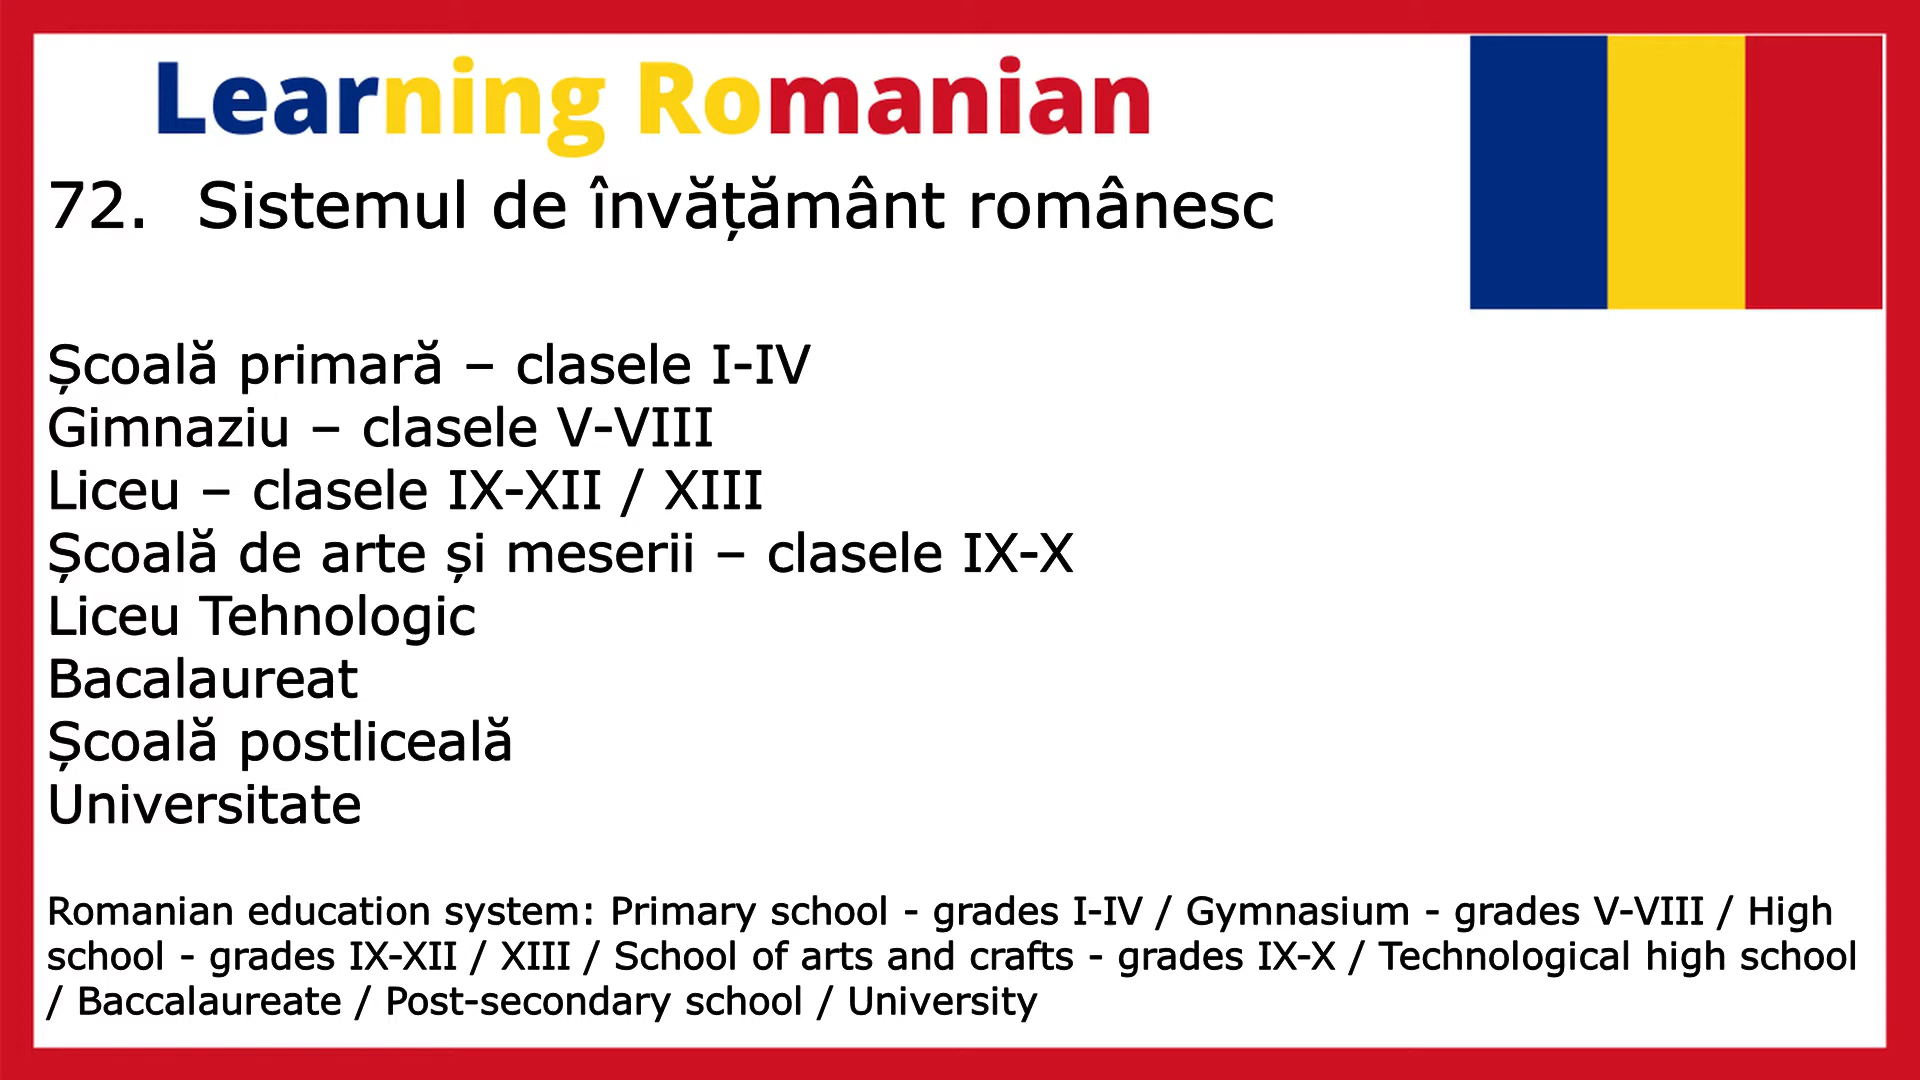 Learning Romanian
72. Sistemul de învățământ românesc
Școală primară – clasele I-IV
Gimnaziu – clasele V-VIII
Liceu – clasele IX-XII / XIII
Școală de arte și meserii – clasele IX-X
Liceu Tehnologic
Bacalaureat
Școală postliceală
Universitate
Romanian education system: Primary school - grades I-IV / Gymnasium - grades V-VIII / High
school - grades IX-XII / XIII / School of arts and crafts - grades IX-X / Technological high school
/ Baccalaureate / Post-secondary school / University